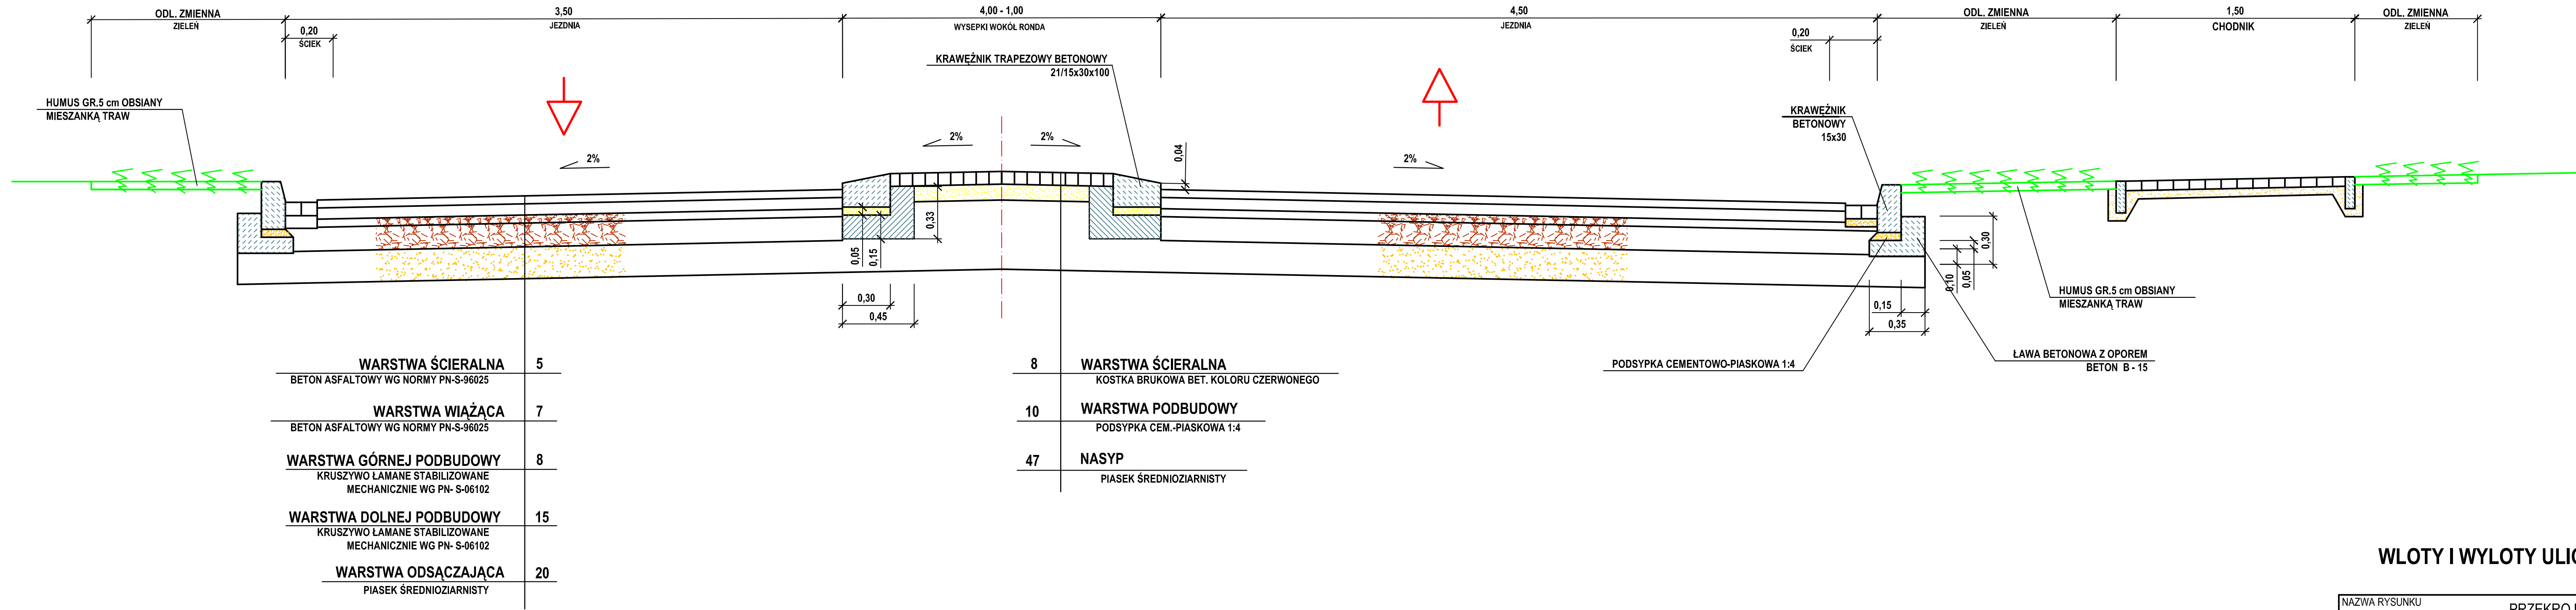 ODL. ZMIENNA
ZIELEŃ
0,20
ŚCIEK
3,50
JEZDNIA
4,00 - 1,00
WYSEPKI WOKÓŁ RONDA
4,50
JEZDNIA
0,20
ŚCIEK
ODL. ZMIENNA
ZIELEŃ
1,50
CHODNIK
ODL. ZMIENNA
ZIELEŃ
HUMUS GR.5 cm OBSIANY
MIESZANKĄ TRAW
KRAWĘŻNIK TRAPEZOWY BETONOWY
21/15x30x100
KRAWĘŻNIK
BETONOWY
15x30
2%
2%
2%
2%
0,04
0,33
0,05
0,15
0,30
0,45
0,30
0,05
0,10
0,15
0,35
HUMUS GR.5 cm OBSIANY
MIESZANKĄ TRAW
PODSYPKA CEMENTOWO-PIASKOWA 1:4
ŁAWA BETONOWA Z OPOREM
BETON B - 15
WARSTWA ŚCIERALNA 5
BETON ASFALTOWY WG NORMY PN-S-96025
WARSTWA WIĄŻĄCA 7
BETON ASFALTOWY WG NORMY PN-S-96025
WARSTWA GÓRNEJ PODBUDOWY 8
KRUSZYWO ŁAMANE STABILIZOWANE
MECHANICZNIE WG PN- S-06102
WARSTWA DOLNEJ PODBUDOWY 15
KRUSZYWO ŁAMANE STABILIZOWANE
MECHANICZNIE WG PN- S-06102
WARSTWA ODSĄCZAJĄCA 20
PIASEK ŚREDNIOZIARNISTY
8 WARSTWA ŚCIERALNA
KOSTKA BRUKOWA BET. KOLORU CZERWONEGO
10 WARSTWA PODBUDOWY
PODSYPKA CEM.-PIASKOWA 1:4
47 NASYP
PIASEK ŚREDNIOZIARNISTY
WLOTY I WYLOTY ULIC
NAZWA RYSUNKU
PRZEKROJ